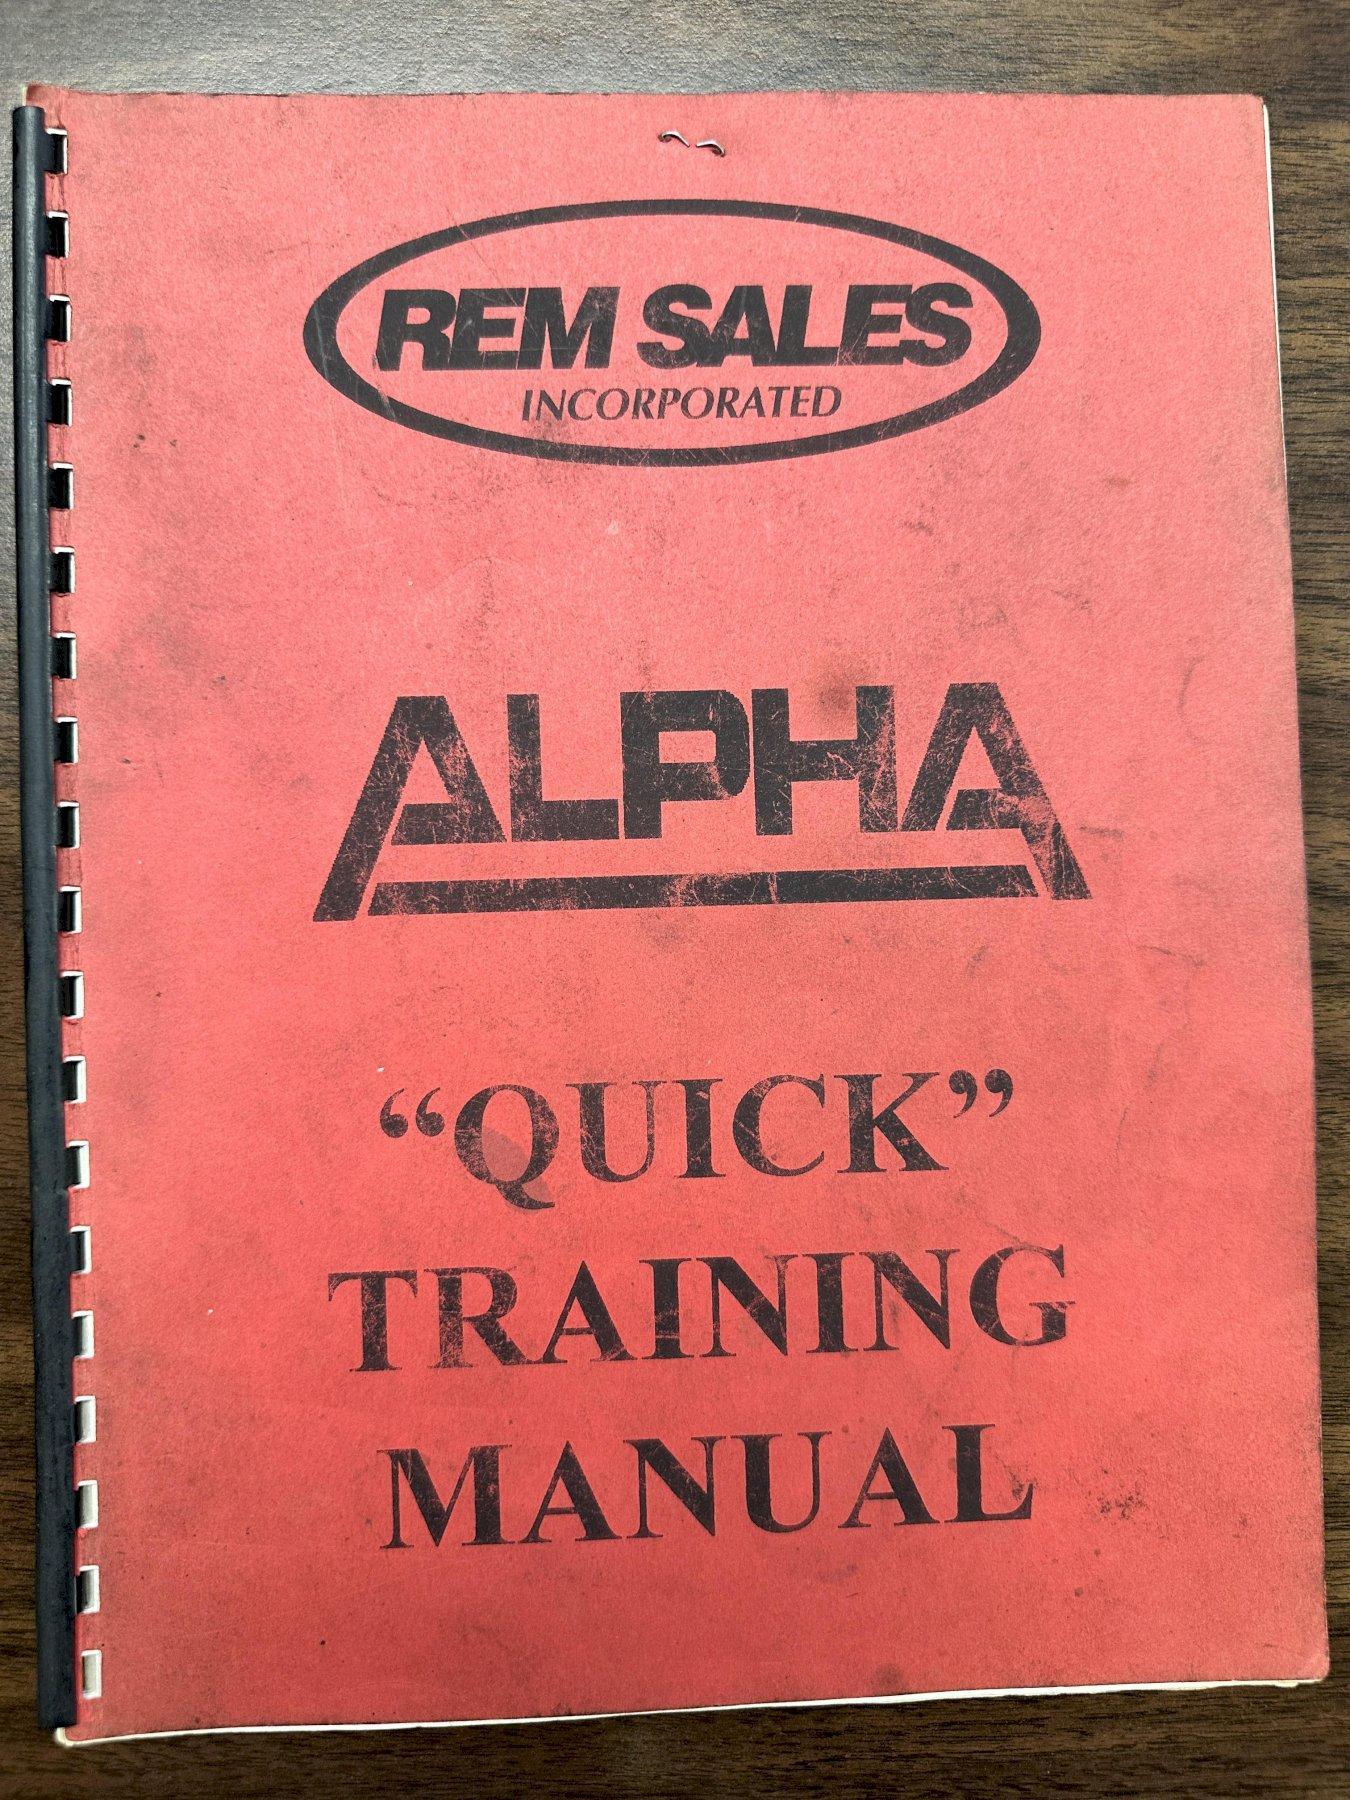 REM SALES
INCORPORATED
ALPHA
“QUICK”
TRAINING
MANUAL